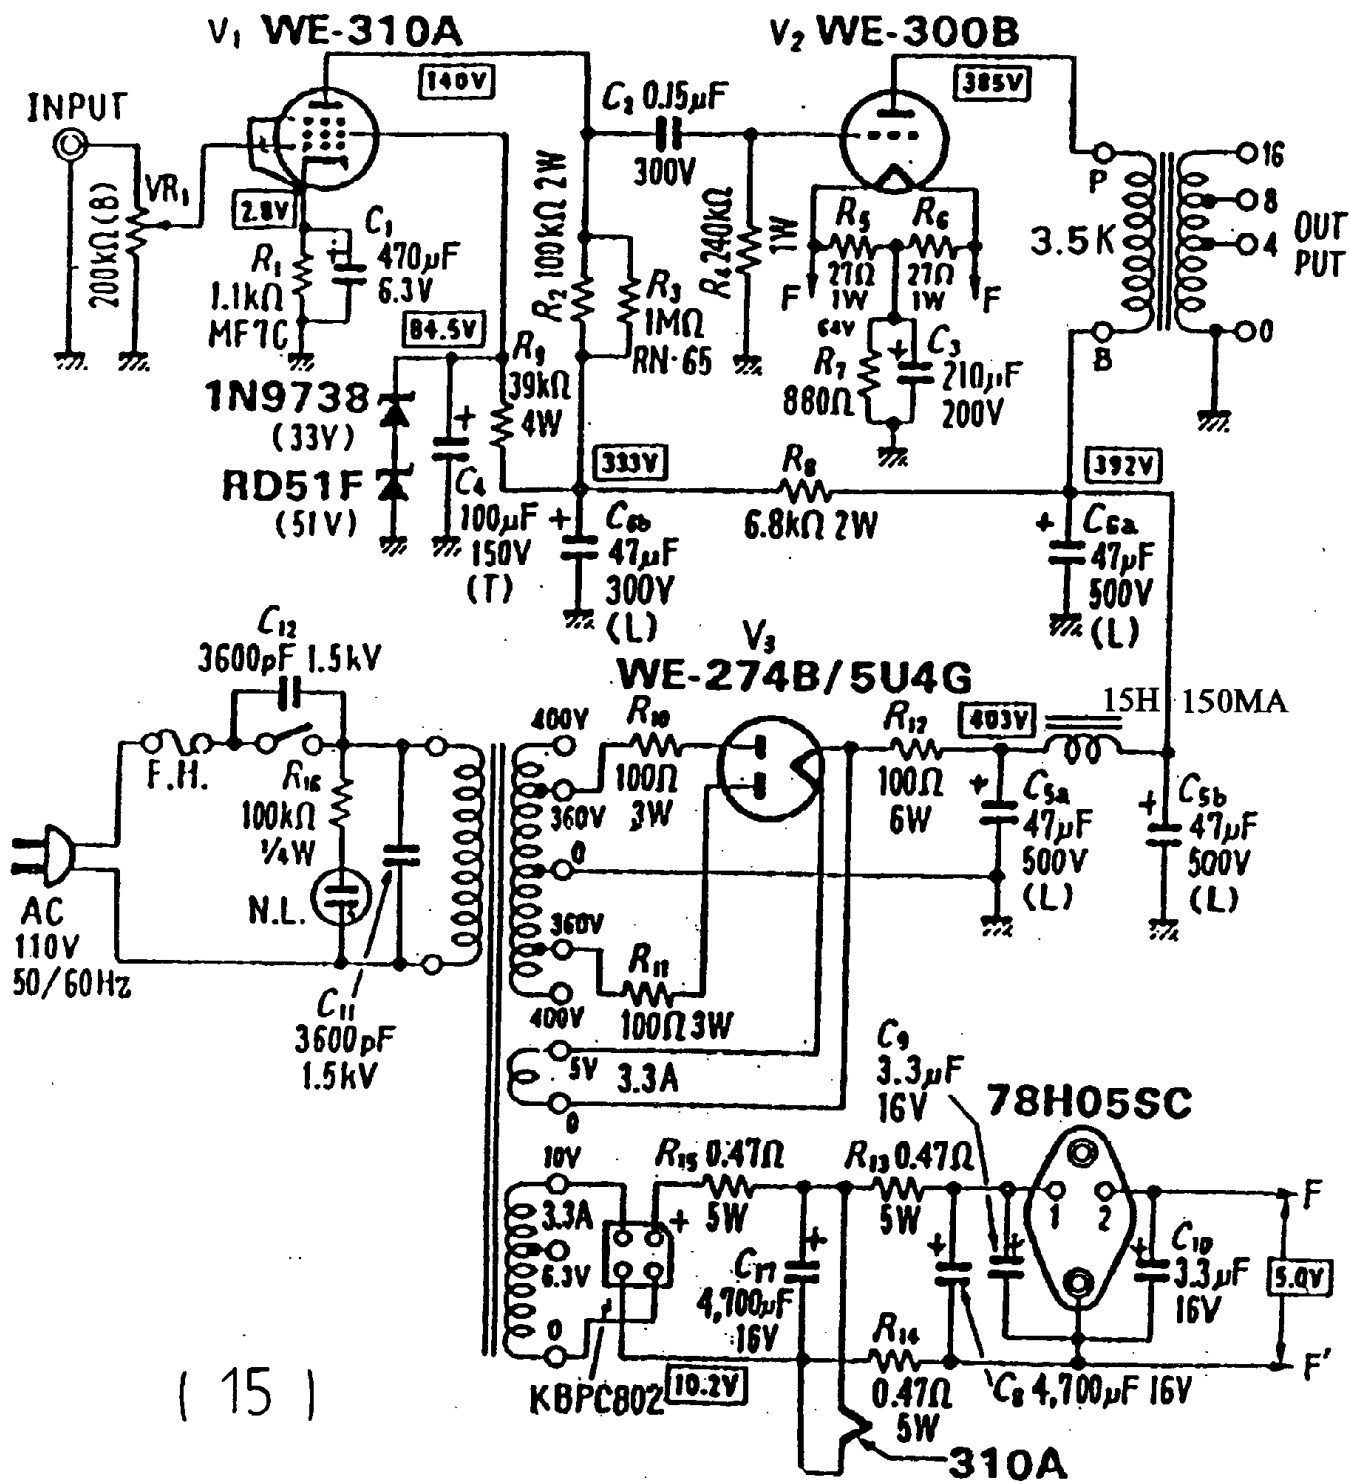 V₁ WE-310A
V₂ WE-300B
140V
385V
INPUT
C₂ 0.15μF
300V
VR₁
200kΩ(B)
2.8V
C₁
470μF
6.3V
R₁
1.1kΩ
MF7C
R₂ 100kΩ 2W
R₃
1MΩ
RN·65
R₄ 240kΩ
1W
R₅
27Ω
1W
R₆
27Ω
1W
F
F
64V
R₇
880Ω
C₃
210μF
200V
P
3.5K
B
16
8
4
0
OUT
PUT
84.5V
R₉
39kΩ
4W
1N9738
(33V)
RD51F
(51V)
C₄
100μF
150V
(T)
333V
R₈
6.8kΩ 2W
392V
C₆b
47μF
300V
(L)
C₆a
47μF
500V
(L)
C₁₂
3600pF 1.5kV
V₃
WE-274B/5U4G
15H 150MA
F.H.
R₁₆
100kΩ
¼W
N.L.
AC
110V
50/60Hz
C₁₁
3600pF
1.5kV
400V
360V
0
360V
400V
R₁₀
100Ω
3W
R₁₁
100Ω 3W
R₁₂
100Ω
6W
403V
C₅a
47μF
500V
(L)
C₅b
47μF
500V
(L)
5V
3.3A
0
10V
3.3A
6.3V
0
R₁₅ 0.47Ω
5W
R₁₃ 0.47Ω
5W
C₉
3.3μF
16V
78H05SC
1
2
C₁₇
4,700μF
16V
C₁₀
3.3μF
16V
F
5.0V
F'
R₁₄
0.47Ω
5W
C₈ 4,700μF 16V
KBPC802
10.2V
310A
(15)